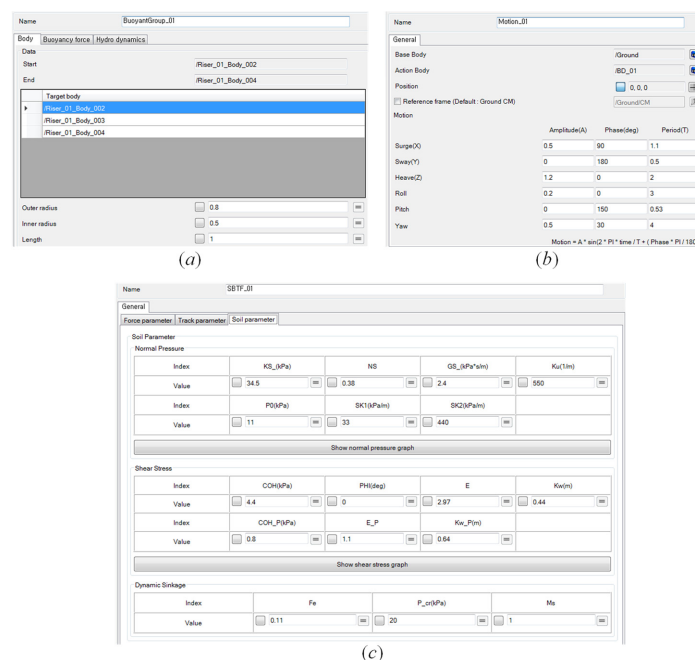 Name BuoyantGroup_01
Body Buoyancy force Hydro dynamics
Data
Start /Riser_01_Body_002
End /Riser_01_Body_004
Target body
/Riser_01_Body_002
/Riser_01_Body_003
/Riser_01_Body_004
Outer radius 0.8
Inner radius 0.5
Length 1
(a)
Name Motion_01
General
Base Body /Ground
Action Body /BD_01
Position 0, 0, 0
Reference frame (Default : Ground CM) /Ground/CM
Motion
Amplitude(A) Phase(deg) Period(T)
Surge(X) 0.5 90 1.1
Sway(Y) 0 180 0.5
Heave(Z) 1.2 0 2
Roll 0.2 0 3
Pitch 0 150 0.53
Yaw 0.5 30 4
Motion = A * sin(2 * PI * time / T + ( Phase * PI / 180
(b)
Name SBTF_01
General
Force parameter Track parameter Soil parameter
Soil Parameter
Normal Pressure
Index KS_(kPa) NS GS_(kPa*s/m) Ku(1/m)
Value 34.5 0.38 2.4 550
Index P0(kPa) SK1(kPa/m) SK2(kPa/m)
Value 11 33 440
Show normal pressure graph
Shear Stress
Index COH(kPa) PHI(deg) E Kw(m)
Value 4.4 0 2.97 0.44
Index COH_P(kPa) E_P Kw_P(m)
Value 0.8 1.1 0.64
Show shear stress graph
Dynamic Sinkage
Index Fe P_cr(kPa) Ms
Value 0.11 20 1
(c)